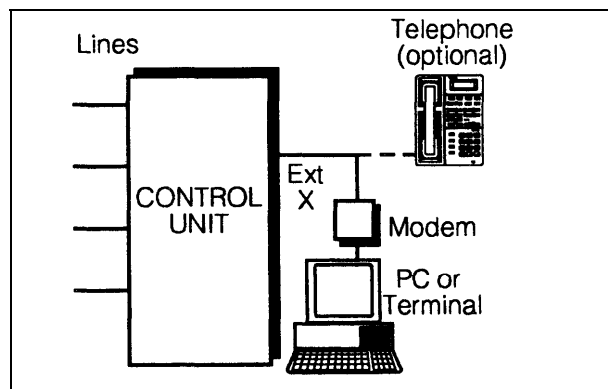 Lines
Telephone
(optional)
CONTROL
UNIT
Ext
X
Modem
PC or
Terminal